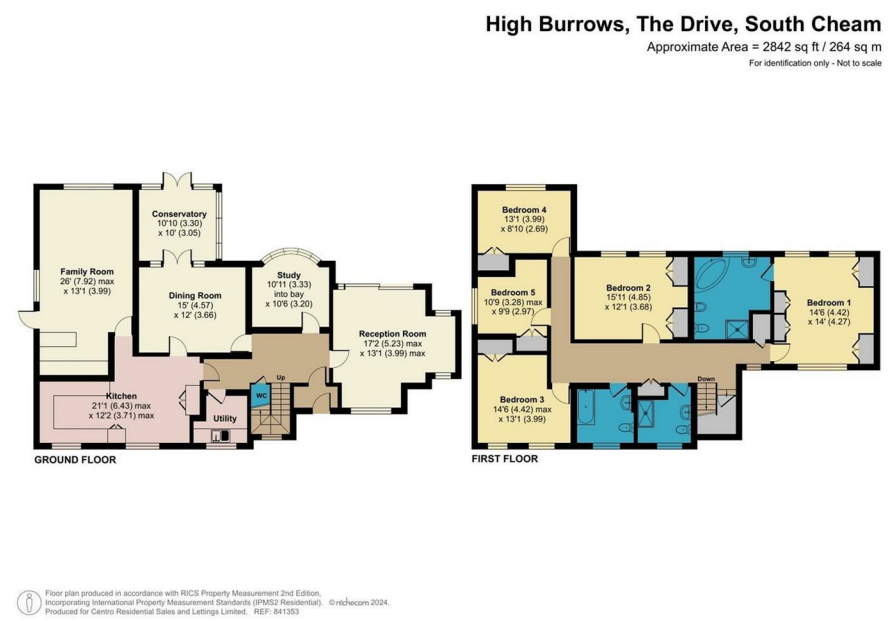 High Burrows, The Drive, South Cheam
Approximate Area = 2842 sq ft / 264 sq m
For identification only - Not to scale
Conservatory
10'10 (3.30)
x 10' (3.05)
Family Room
26' (7.92) max
x 13'1 (3.99)
Study
10'11 (3.33)
into bay
x 10'6 (3.20)
Dining Room
15' (4.57)
x 12' (3.66)
Reception Room
17'2 (5.23) max
x 13'1 (3.99) max
Up
WC
Kitchen
21'1 (6.43) max
x 12'2 (3.71) max
Utility
GROUND FLOOR
Bedroom 4
13'1 (3.99)
x 8'10 (2.69)
Bedroom 5
10'9 (3.28) max
x 9'9 (2.97)
Bedroom 2
15'11 (4.85)
x 12'1 (3.68)
Bedroom 1
14'6 (4.42)
x 14' (4.27)
Down
Bedroom 3
14'6 (4.42) max
x 13'1 (3.99)
FIRST FLOOR
Floor plan produced in accordance with RICS Property Measurement 2nd Edition,
Incorporating International Property Measurement Standards (IPMS2 Residential). © nichecom 2024.
Produced for Centro Residential Sales and Lettings Limited. REF: 841353